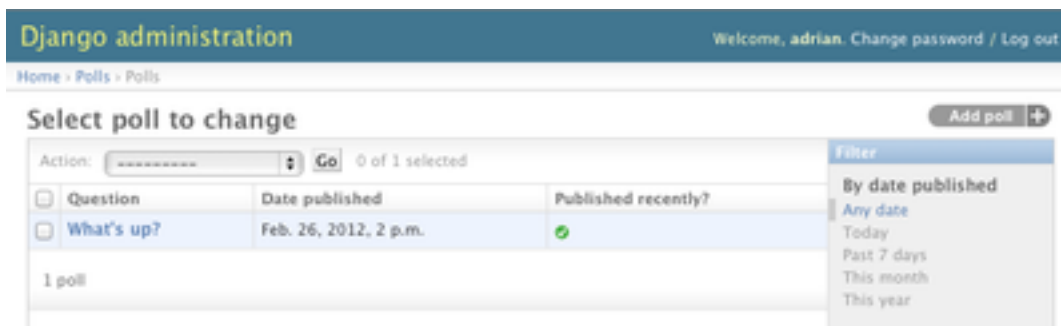 Django administration
Welcome, adrian. Change password / Log out
Home › Polls › Polls
Select poll to change
Add poll +
Action: --------- Go 0 of 1 selected
Question Date published Published recently?
What's up? Feb. 26, 2012, 2 p.m.
1 poll
Filter
By date published
Any date
Today
Past 7 days
This month
This year